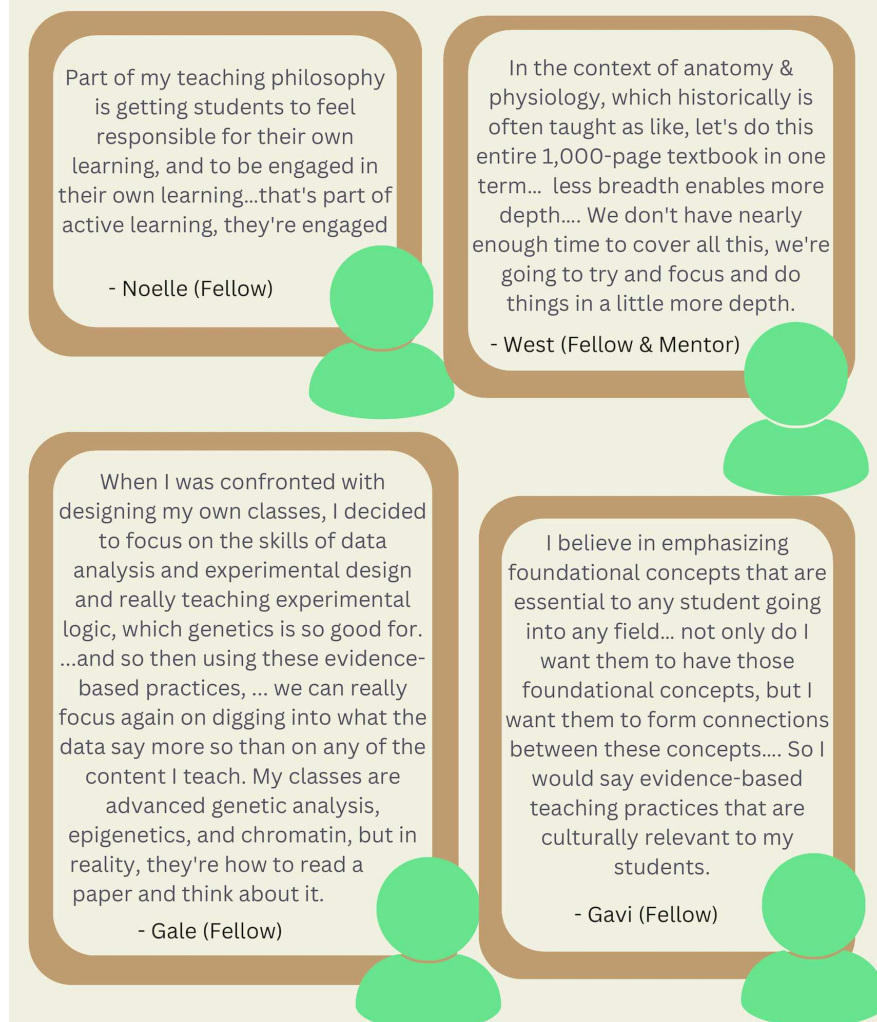 Part of my teaching philosophy
is getting students to feel
responsible for their own
learning, and to be engaged in
their own learning...that's part of
active learning, they're engaged
- Noelle (Fellow)
In the context of anatomy &
physiology, which historically is
often taught as like, let's do this
entire 1,000-page textbook in one
term...  less breadth enables more
depth.... We don't have nearly
enough time to cover all this, we're
going to try and focus and do
things in a little more depth.
- West (Fellow & Mentor)
When I was confronted with
designing my own classes, I decided
to focus on the skills of data
analysis and experimental design
and really teaching experimental
logic, which genetics is so good for.
...and so then using these evidence-
based practices, ... we can really
focus again on digging into what the
data say more so than on any of the
content I teach. My classes are
advanced genetic analysis,
epigenetics, and chromatin, but in
reality, they're how to read a
paper and think about it.
- Gale (Fellow)
I believe in emphasizing
foundational concepts that are
essential to any student going
into any field... not only do I
want them to have those
foundational concepts, but I
want them to form connections
between these concepts.... So I
would say evidence-based
teaching practices that are
culturally relevant to my
students.
- Gavi (Fellow)